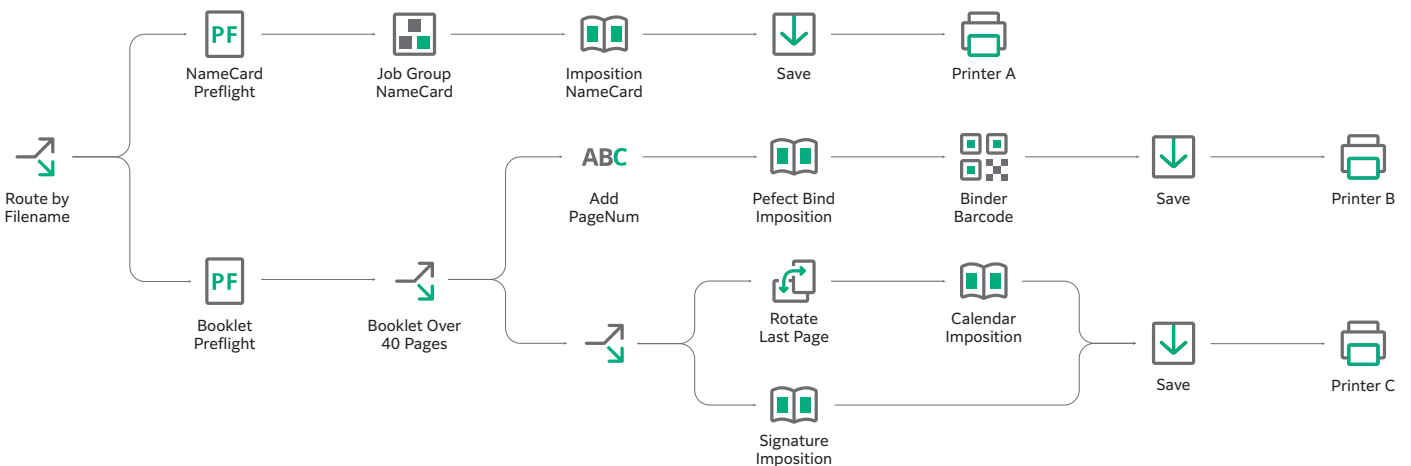 PF
NameCard
Preflight
Job Group
NameCard
Imposition
NameCard
Save
Printer A
Route by
Filename
ABC
Add
PageNum
Pefect Bind
Imposition
Binder
Barcode
Save
Printer B
PF
Booklet
Preflight
Booklet Over
40 Pages
Rotate
Last Page
Calendar
Imposition
Save
Printer C
Signature
Imposition